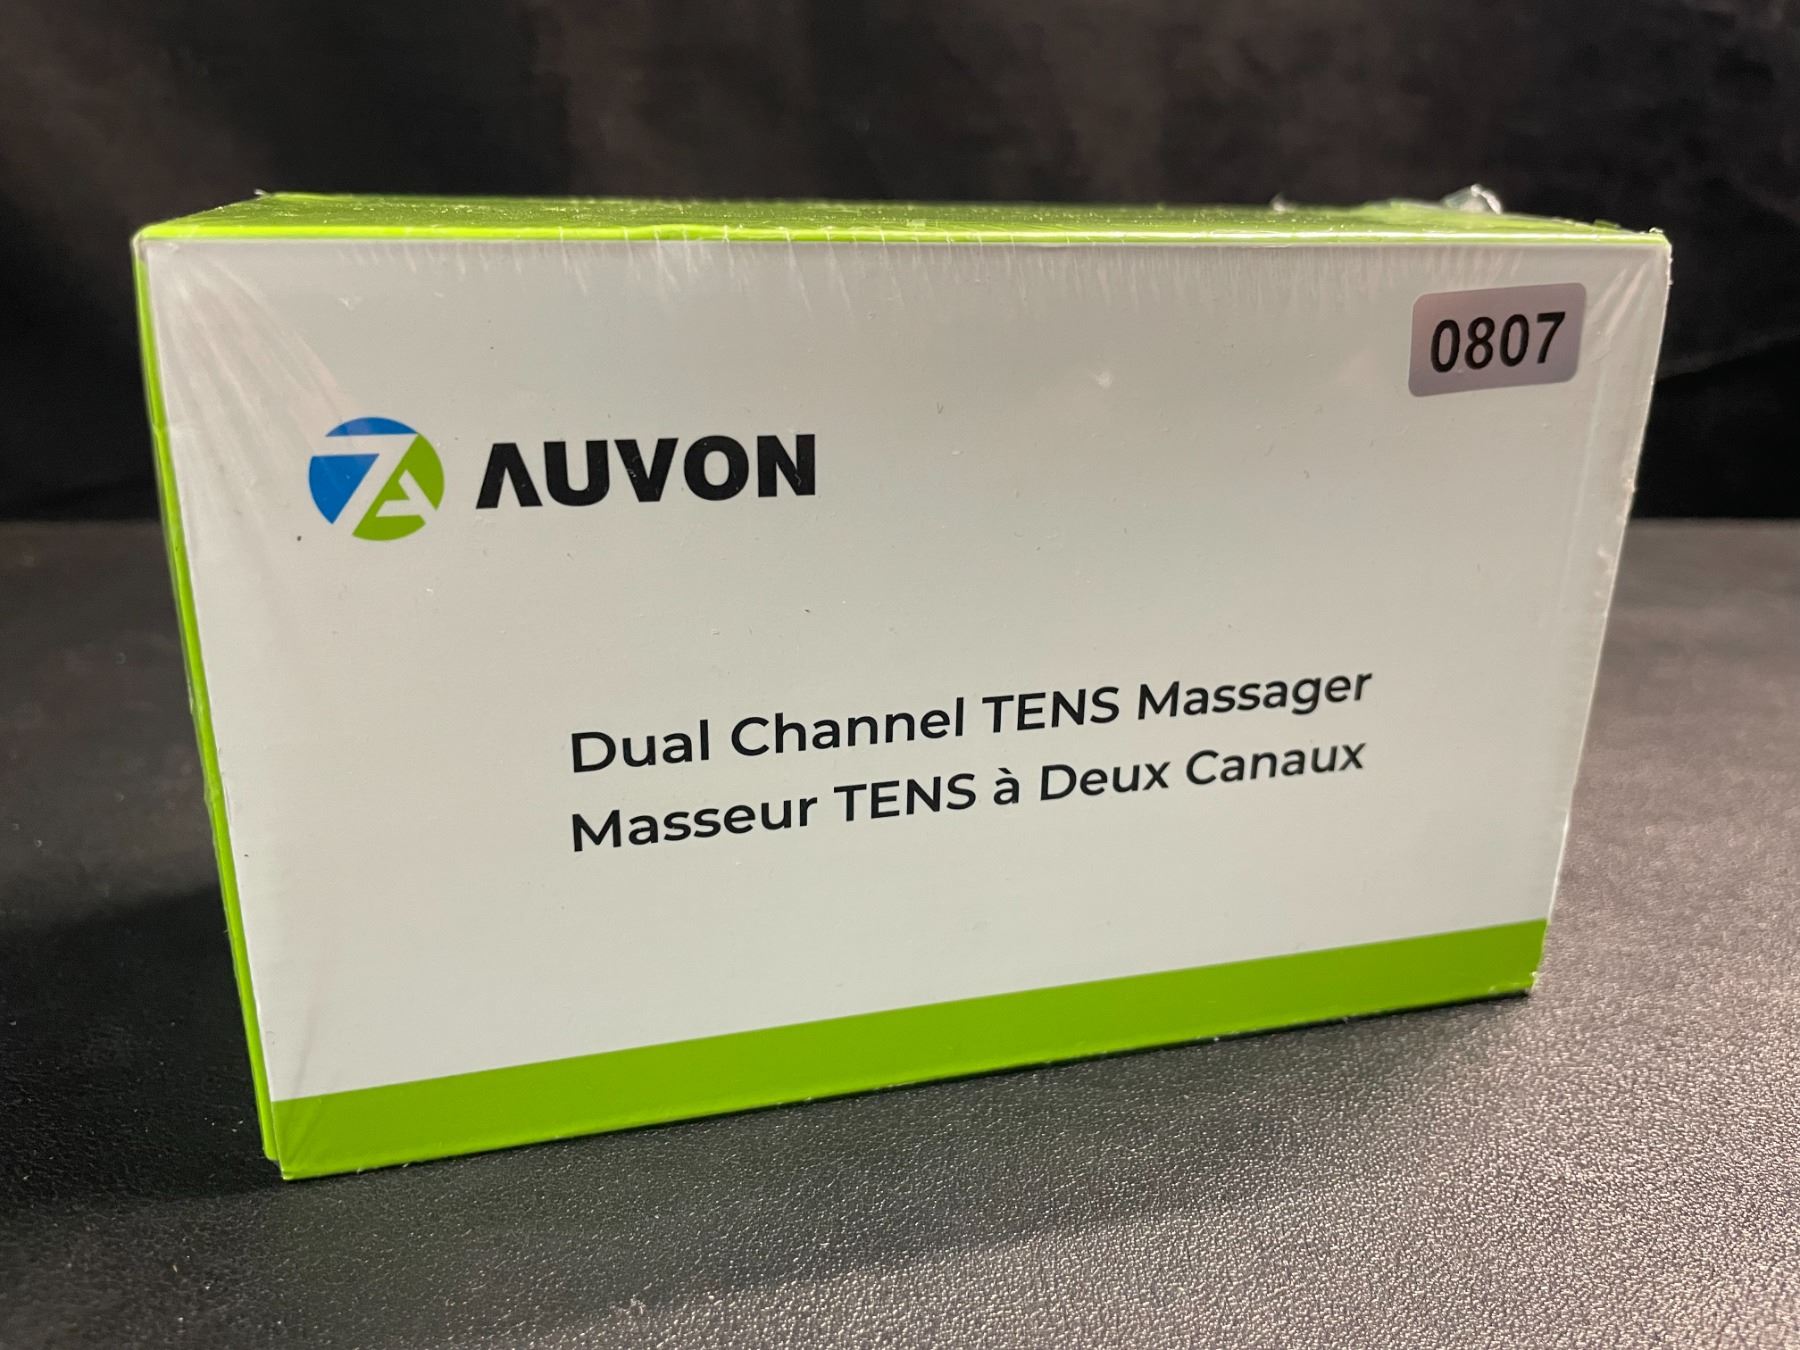 0807
AUVON
Dual Channel TENS Massager
Masseur TENS à Deux Canaux